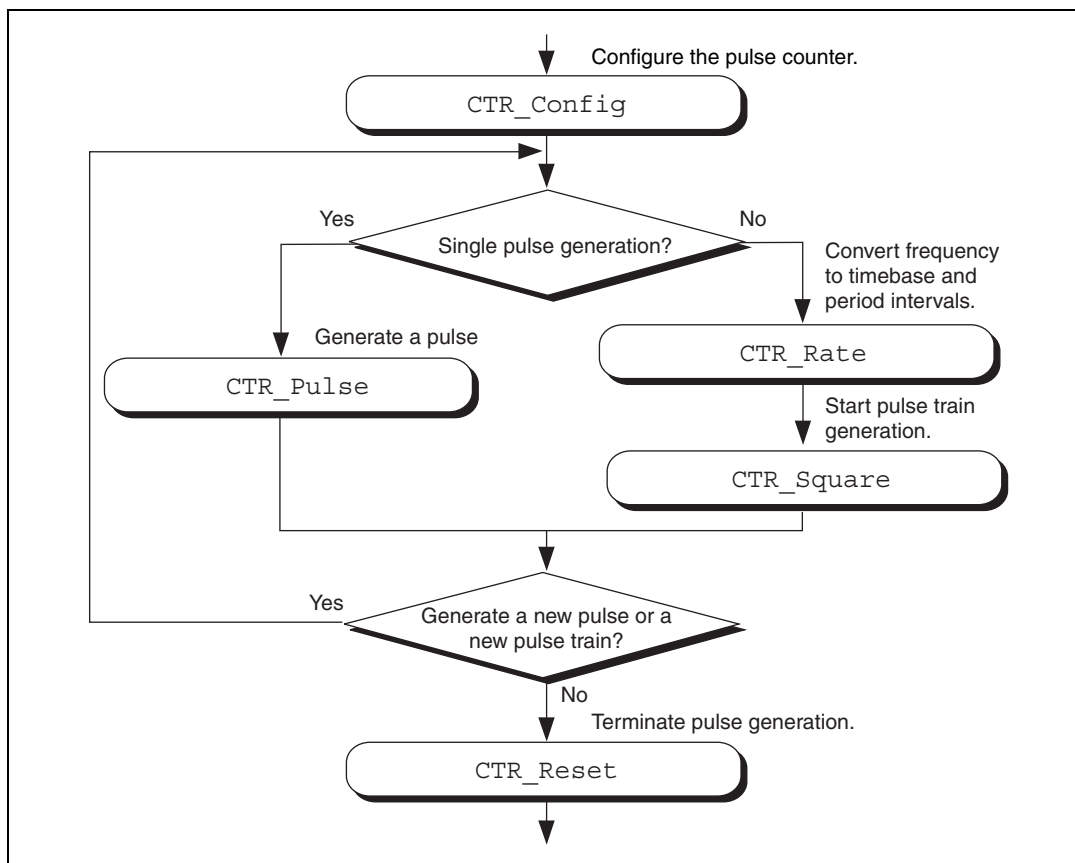 Configure the pulse counter.
CTR_Config
Yes
No
Single pulse generation?
Convert frequency
to timebase and
period intervals.
Generate a pulse
CTR_Rate
CTR_Pulse
Start pulse train
generation.
CTR_Square
Yes
Generate a new pulse or a
new pulse train?
No
Terminate pulse generation.
CTR_Reset